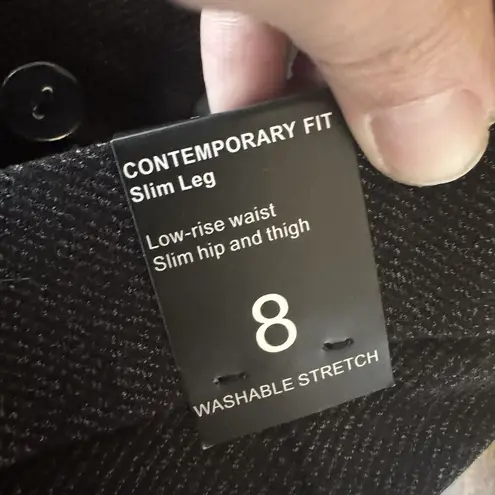 CONTEMPORARY FIT
Slim Leg
Low-rise waist
Slim hip and thigh
8
WASHABLE STRETCH